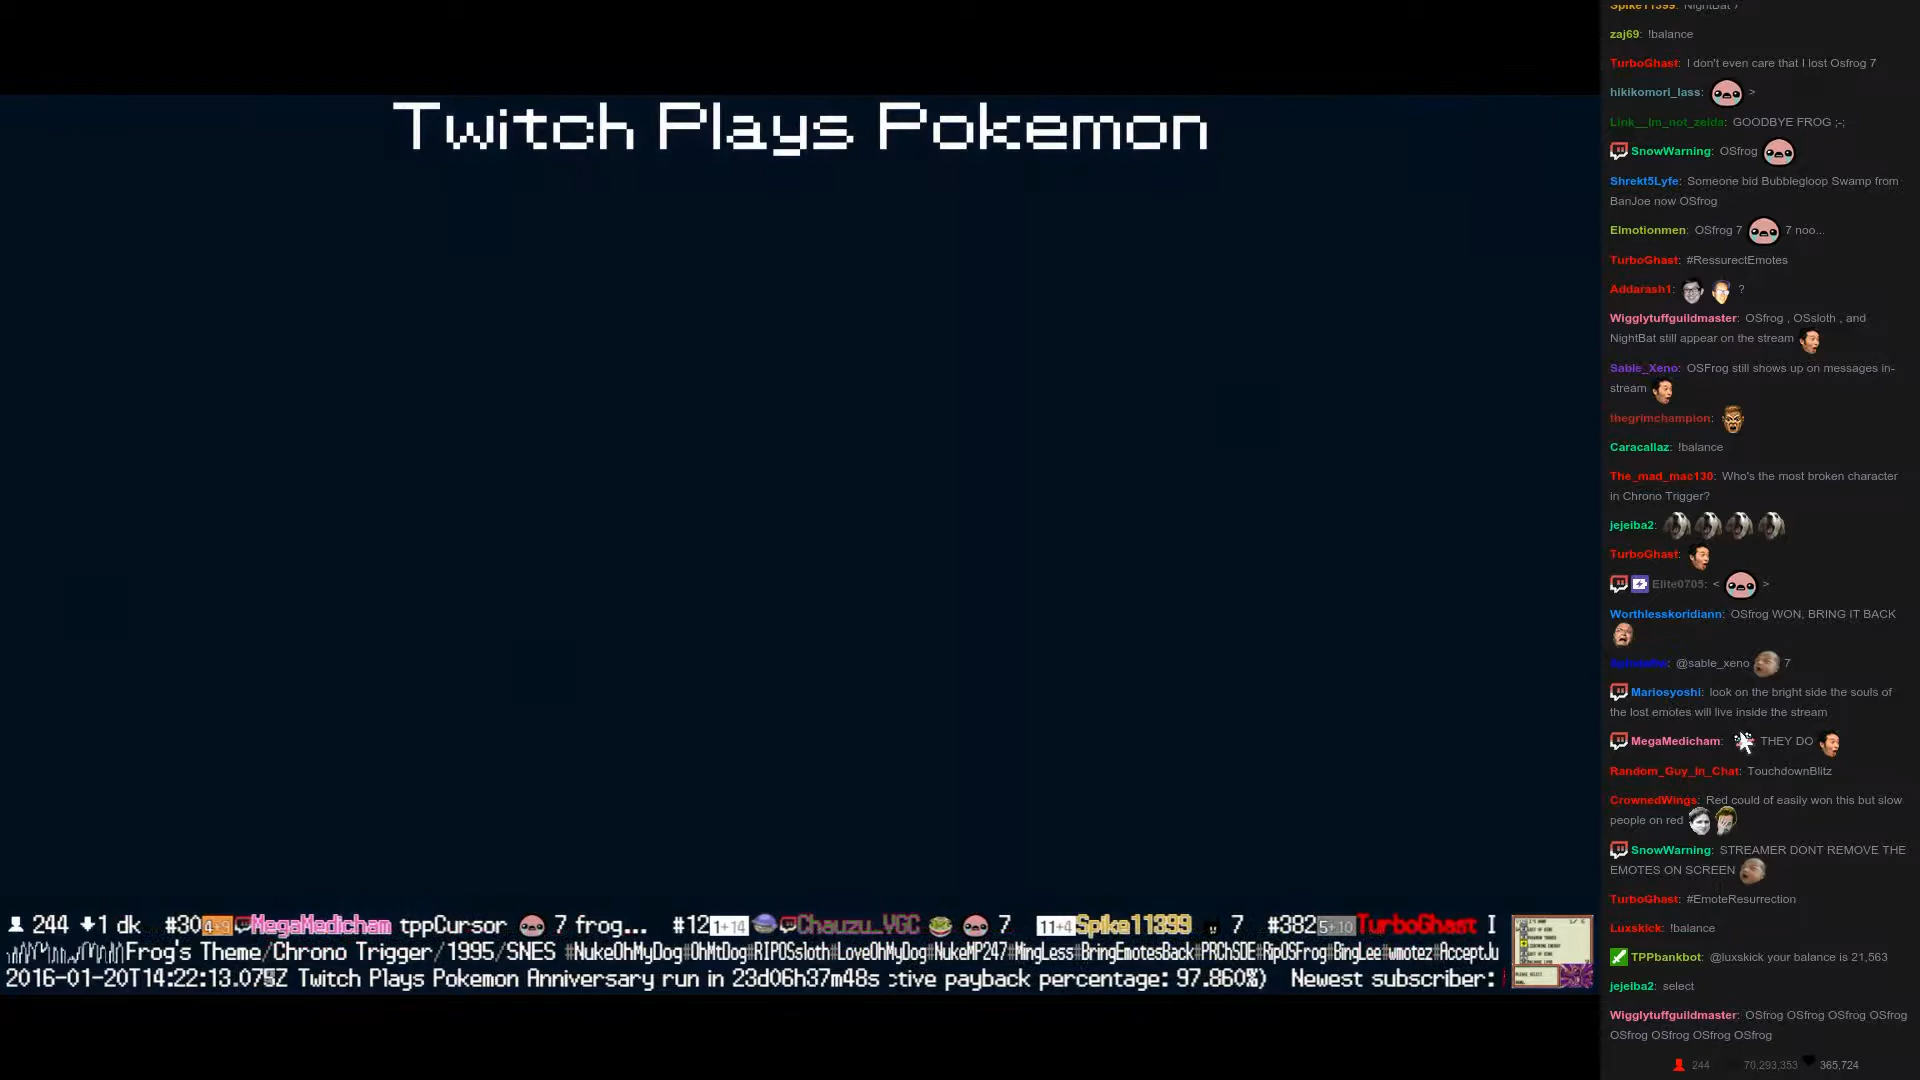 Twitch Plays Pokemon
244 1 dk #30 4+9 MegaMedicham tppCursor 7 frog... #12 1+14 Chauzu_VGC 7 11+4 Spike11399 7 #382 5+10 TurboGhast I
Frog's Theme/Chrono Trigger/1995/SNES #NukeOhMyDog#OhMtDog#RIPOSsloth#LoveOhMyDog#NukeMP247#MingLess#BringEmotesBack#PRChSDE#RipOSFrog#BingLee#wmotez#AcceptJu
2016-01-20T14:22:13.079Z Twitch Plays Pokemon Anniversary run in 23d06h37m48s ctive payback percentage: 97.860%) Newest subscriber:
Spike11399: NightBat 7
zaj69: !balance
TurboGhast: I don't even care that I lost Osfrog 7
hikikomori_lass: >
Link__Im_not_zelda: GOODBYE FROG ;-;
SnowWarning: OSfrog
Shrekt5Lyfe: Someone bid Bubblegloop Swamp from
BanJoe now OSfrog
Elmotionmen: OSfrog 7 7 noo...
TurboGhast: #RessurectEmotes
Addarash1: ?
Wigglytuffguildmaster: OSfrog , OSsloth , and
NightBat still appear on the stream
Sable_Xeno: OSFrog still shows up on messages in-
stream
thegrimchampion:
Caracallaz: !balance
The_mad_mac130: Who's the most broken character
in Chrono Trigger?
jejeiba2:
TurboGhast:
Elite0705: < >
Worthlesskoridiann: OSfrog WON, BRING IT BACK
@sable_xeno 7
Mariosyoshi: look on the bright side the souls of
the lost emotes will live inside the stream
MegaMedicham: THEY DO
Random_Guy_in_Chat: TouchdownBlitz
CrownedWings: Red could of easily won this but slow
people on red
SnowWarning: STREAMER DONT REMOVE THE
EMOTES ON SCREEN
TurboGhast: #EmoteResurrection
Luxskick: !balance
TPPbankbot: @luxskick your balance is 21,563
jejeiba2: select
Wigglytuffguildmaster: OSfrog OSfrog OSfrog OSfrog
OSfrog OSfrog OSfrog OSfrog
244 70,293,353 365,724